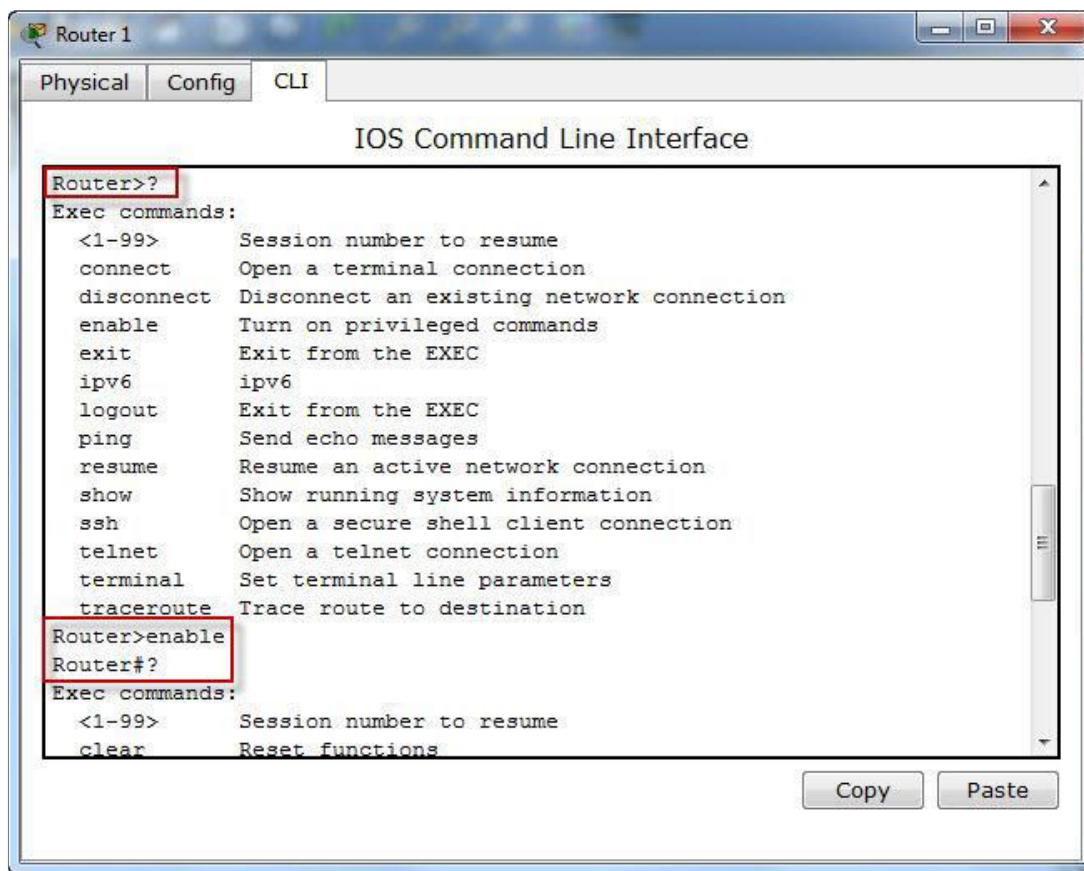 Router 1
Physical Config CLI
IOS Command Line Interface
Router>?
Exec commands:
<1-99> Session number to resume
connect Open a terminal connection
disconnect Disconnect an existing network connection
enable Turn on privileged commands
exit Exit from the EXEC
ipv6 ipv6
logout Exit from the EXEC
ping Send echo messages
resume Resume an active network connection
show Show running system information
ssh Open a secure shell client connection
telnet Open a telnet connection
terminal Set terminal line parameters
traceroute Trace route to destination
Router>enable
Router#?
Exec commands:
<1-99> Session number to resume
clear Reset functions
Copy Paste